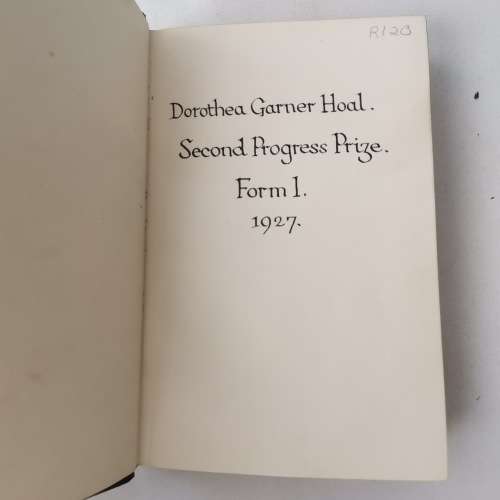 R120
Dorothea Garner Hoal.
Second Progress Prize.
Form I.
1927.